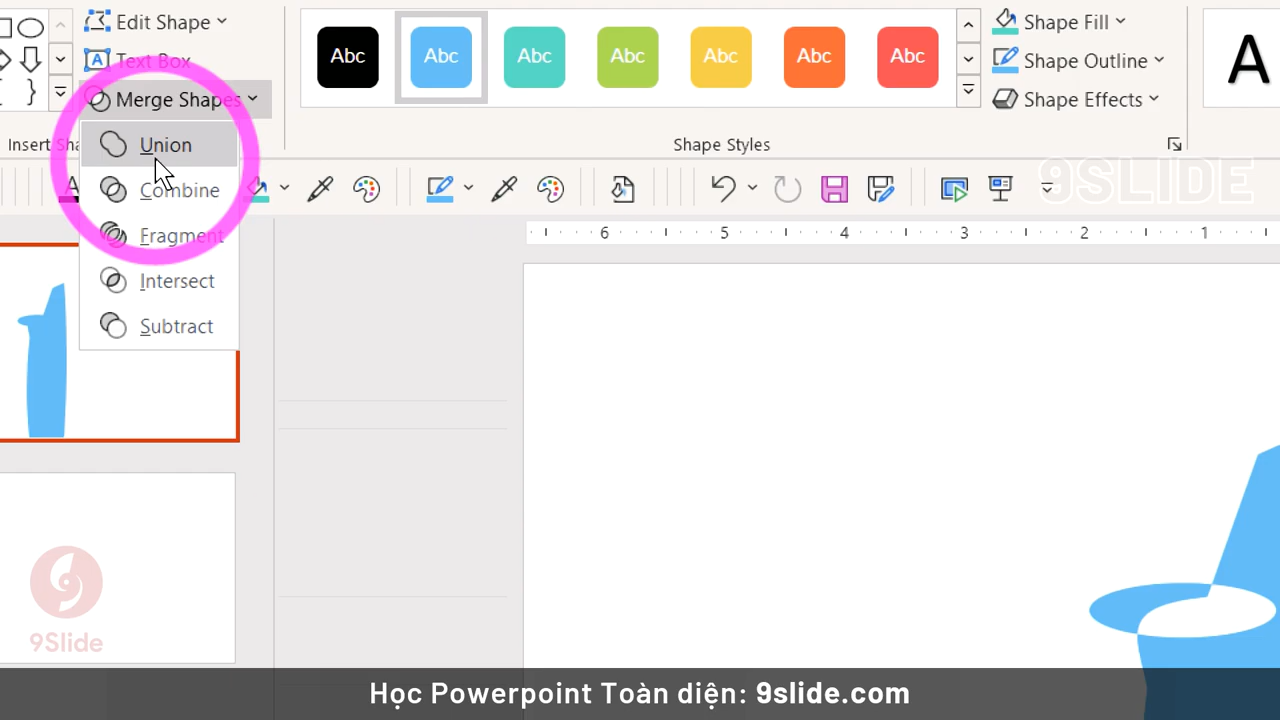 Edit Shape
Text Box
Merge Shapes
Insert Sha
Union
Combine
Fragment
Intersect
Subtract
Abc Abc Abc Abc Abc Abc Abc
Shape Styles
Shape Fill
Shape Outline
Shape Effects
A
A
9SLIDE
6 5 4 3 2 1
9Slide
Học Powerpoint Toàn diện: 9slide.com